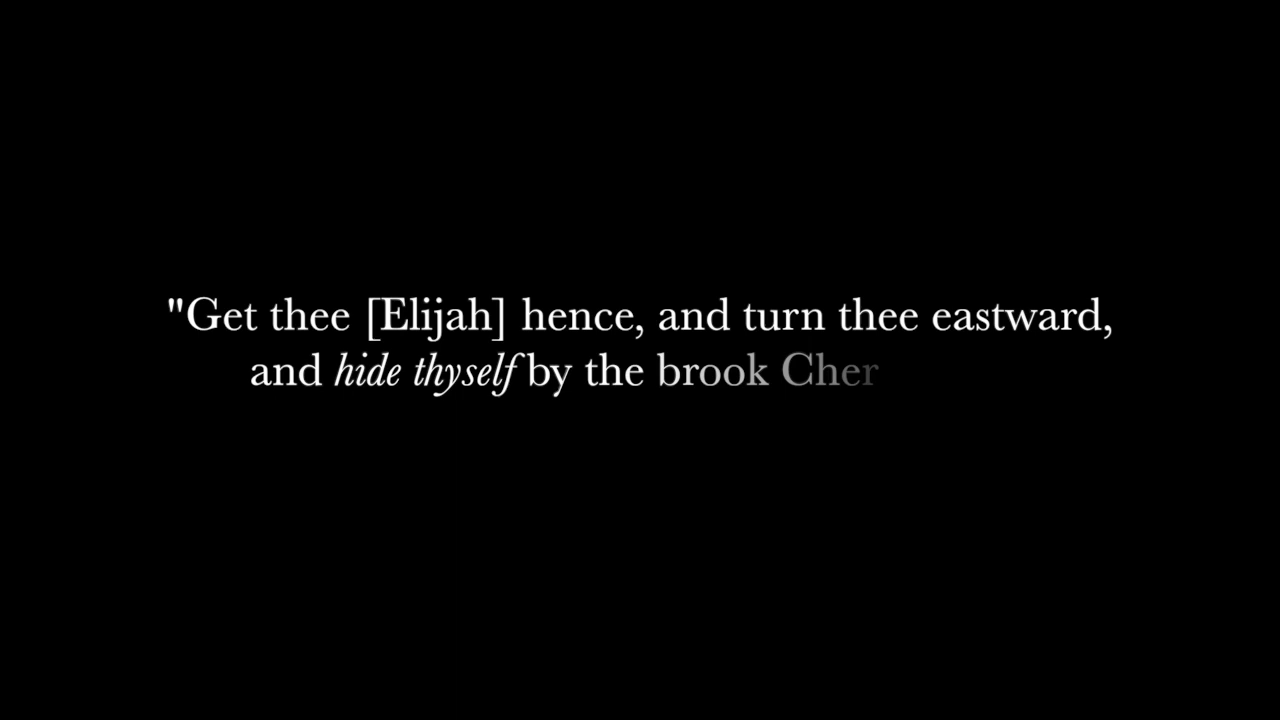 "Get thee [Elijah] hence, and turn thee eastward,
and hide thyself by the brook Cher